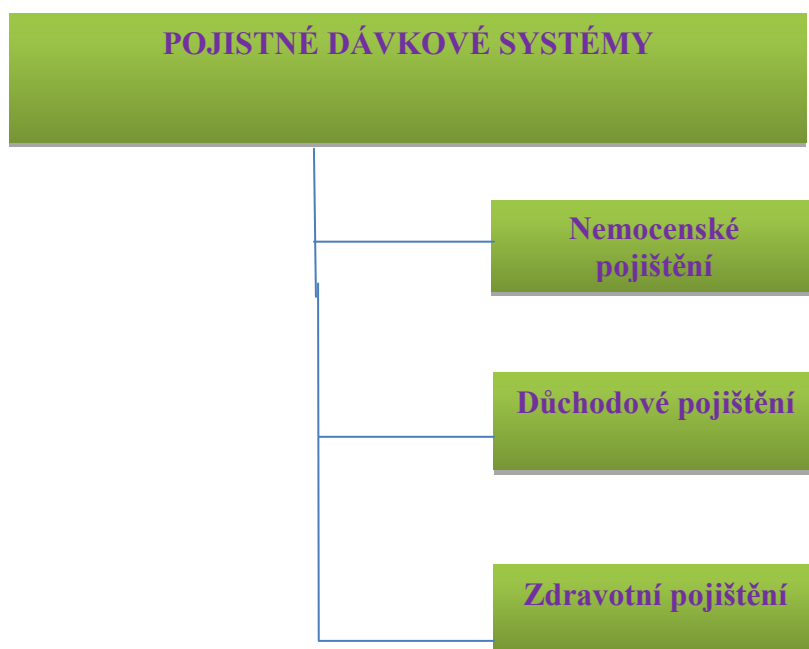 POJISTNÉ DÁVKOVÉ SYSTÉMY
Nemocenské
pojištění
Důchodové pojištění
Zdravotní pojištění